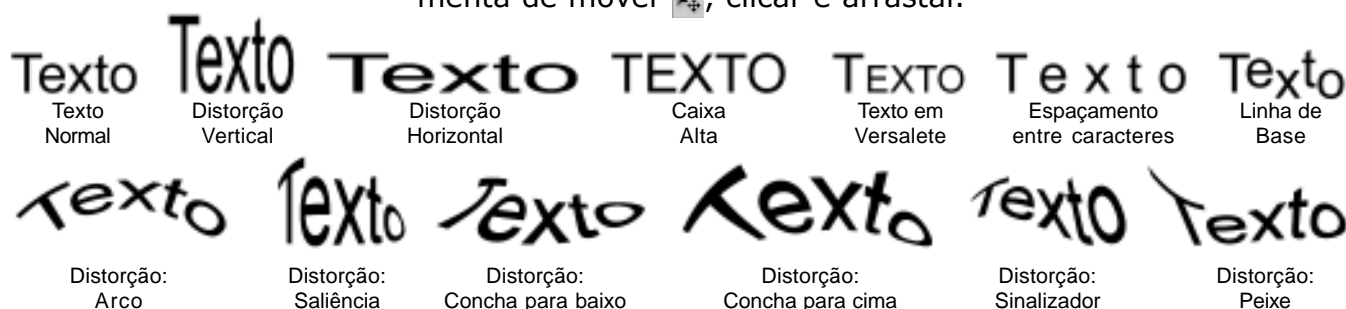 menta de mover , clicar e arrastar.
Texto Texto Texto TEXTO TEXTO Texto Texto
Texto Distorção Distorção Caixa Texto em Espaçamento Linha de
Normal Vertical Horizontal Alta Versalete entre caracteres Base
Texto Texto Texto Texto Texto Texto
Distorção: Distorção: Distorção: Distorção: Distorção: Distorção:
Arco Saliência Concha para baixo Concha para cima Sinalizador Peixe